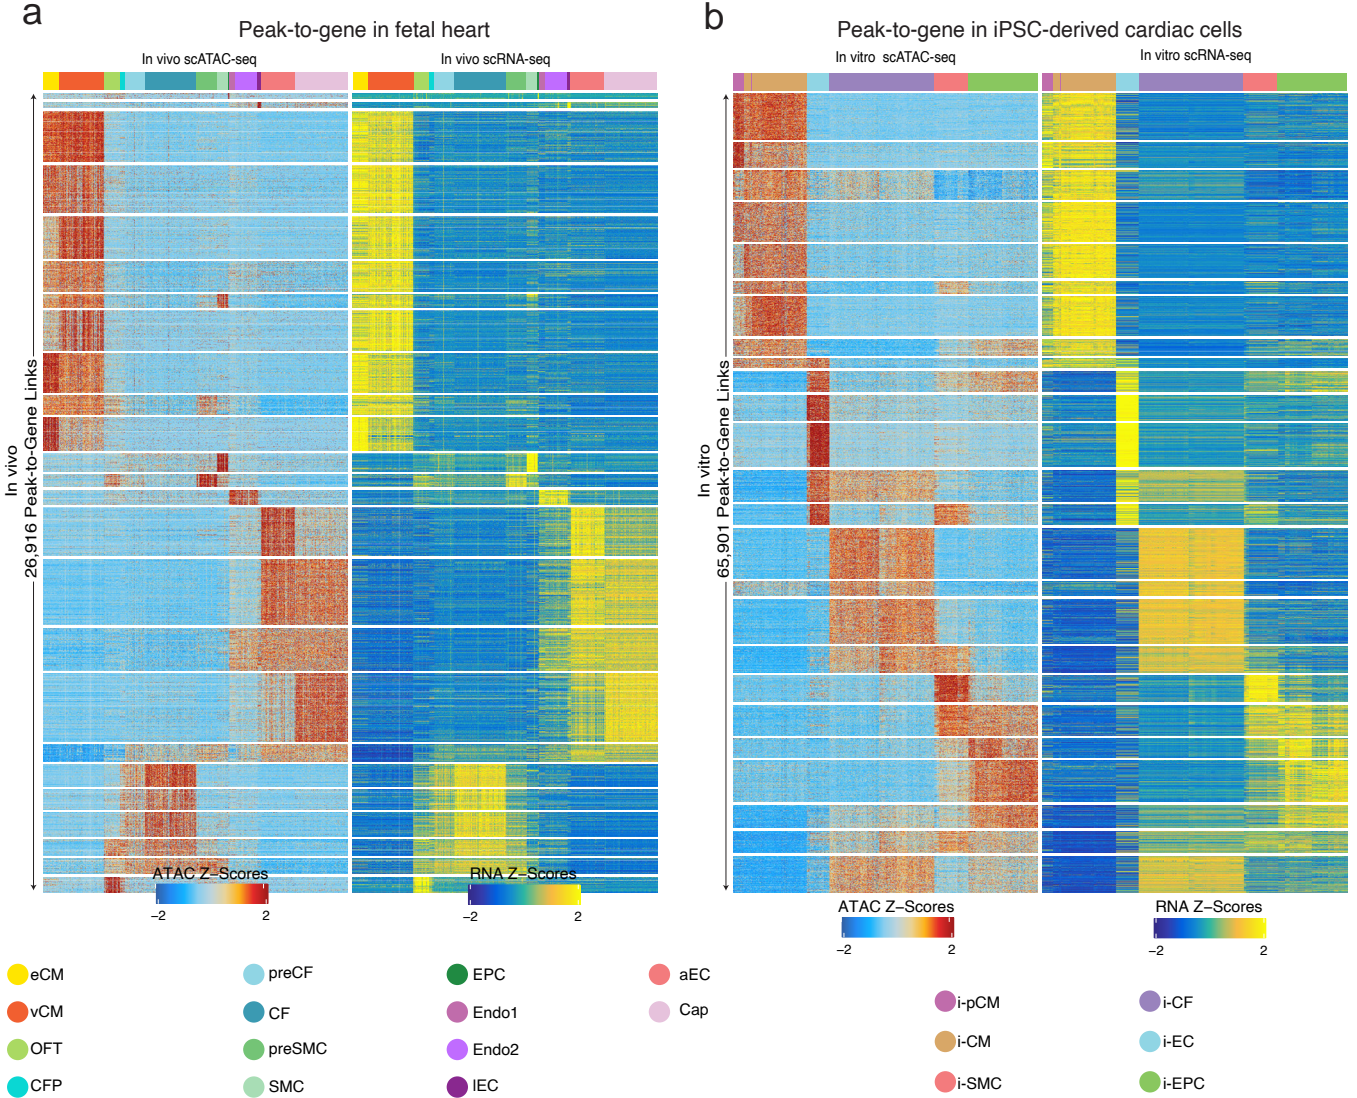 a
Peak-to-gene in fetal heart
In vivo scATAC-seq
In vivo scRNA-seq
In vivo
26,916 Peak-to-Gene Links
ATAC Z-Scores
-2
2
RNA Z-Scores
-2
2
eCM
vCM
OFT
CFP
preCF
CF
preSMC
SMC
EPC
Endo1
Endo2
lEC
aEC
Cap
b
Peak-to-gene in iPSC-derived cardiac cells
In vitro scATAC-seq
In vitro scRNA-seq
In vitro
65,901 Peak-to-Gene Links
ATAC Z-Scores
-2
2
RNA Z-Scores
-2
2
i-pCM
i-CM
i-SMC
i-CF
i-EC
i-EPC